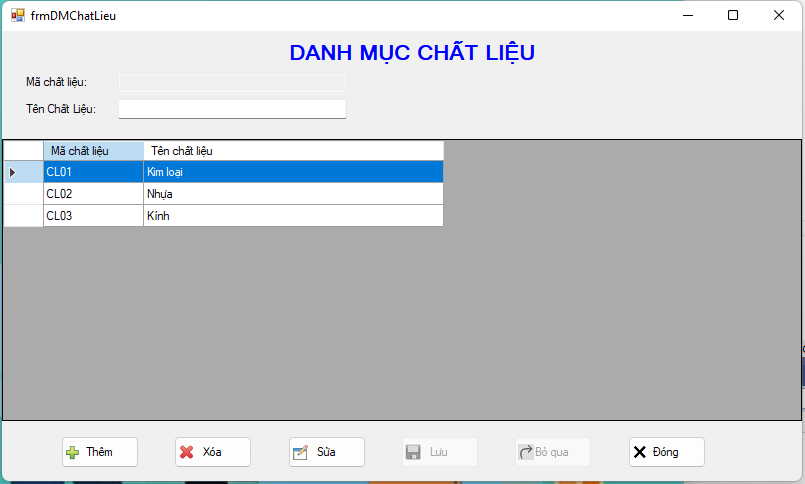 frmDMChatLieu
DANH MỤC CHẤT LIỆU
Mã chất liệu:
Tên Chất Liệu:
Mã chất liệu Tên chất liệu
CL01 Kim loại
CL02 Nhựa
CL03 Kính
Thêm Xóa Sửa Lưu Bỏ qua Đóng